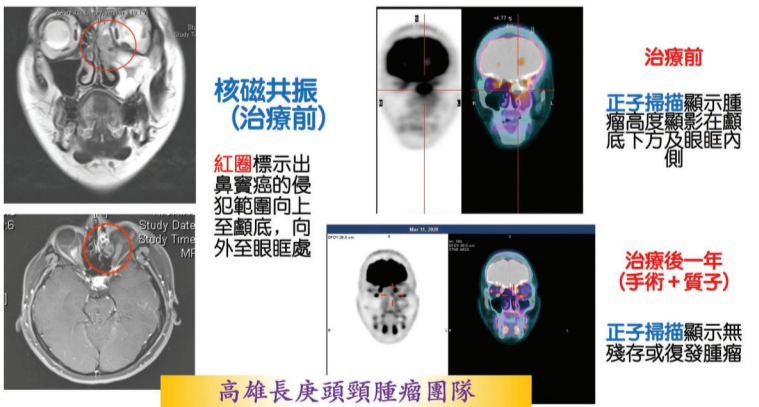 核磁共振
(治療前)
紅圈標示出
鼻竇癌的侵
犯範圍向上
至顱底，向
外至眼眶處
Study Date
Study Time
MF
治療前
正子掃描顯示腫
瘤高度顯影在顱
底下方及眼眶內
側
Mar 31, 2020
治療後一年
(手術＋質子)
正子掃描顯示無
殘存或復發腫瘤
高雄長庚頭頸腫瘤團隊